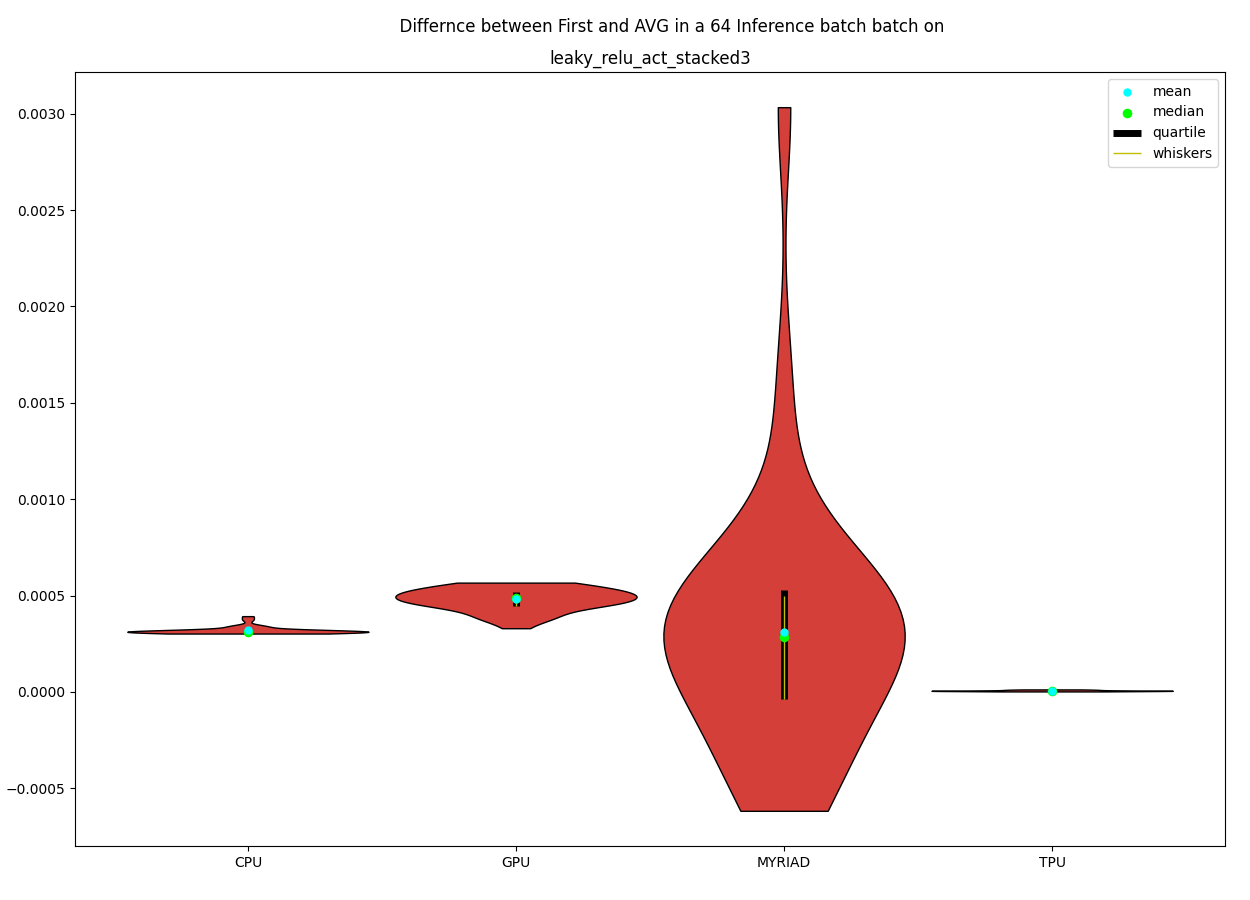 Differnce between First and AVG in a 64 Inference batch batch on
leaky_relu_act_stacked3
mean
median
quartile
whiskers
0.0030
0.0025
0.0020
0.0015
0.0010
0.0005
0.0000
−0.0005
CPU GPU MYRIAD TPU